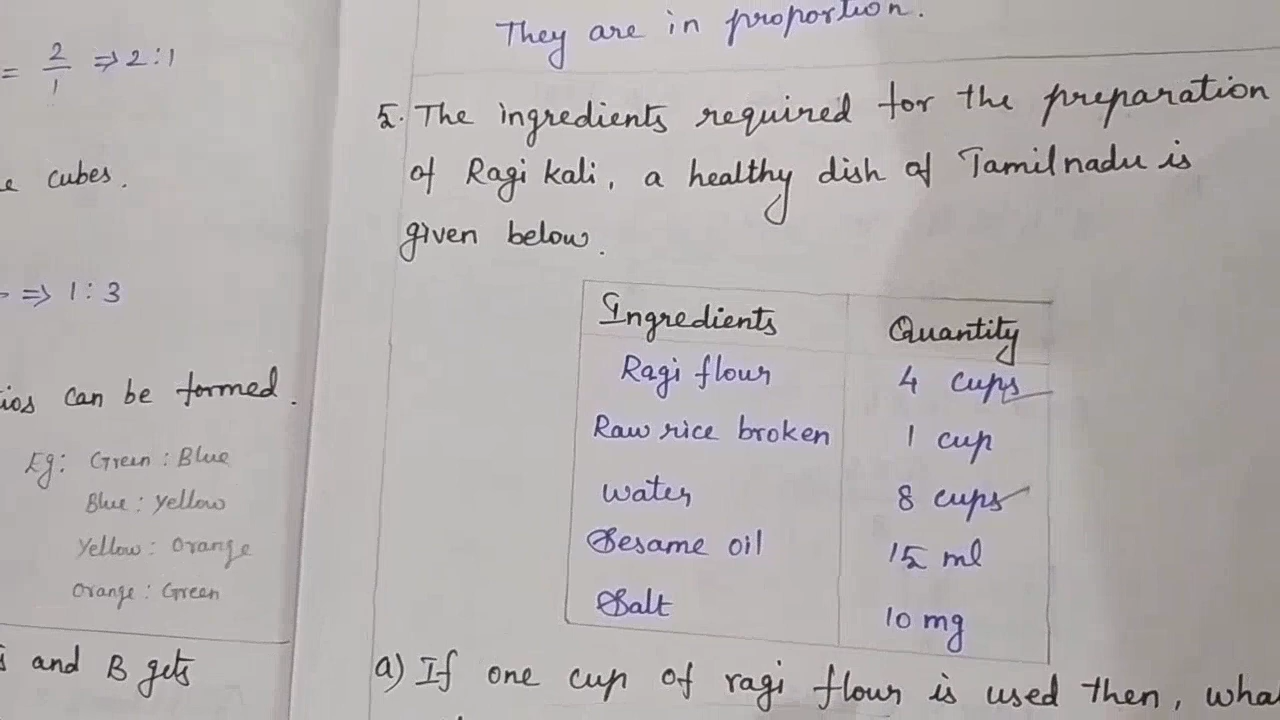 = 2/1 ⇒ 2:1
cubes.
⇒ 1:3
can be formed.
Eg: Green : Blue
Blue : Yellow
Yellow : Orange
Orange : Green
and B gets
They are in proportion.
5. The ingredients required for the preparation
of Ragi kali, a healthy dish of Tamilnadu is
given below.
Ingredients Quantity
Ragi flour 4 cups
Raw rice broken 1 cup
Water 8 cups
Sesame oil 15 ml
Salt 10 mg
a) If one cup of ragi flour is used then,